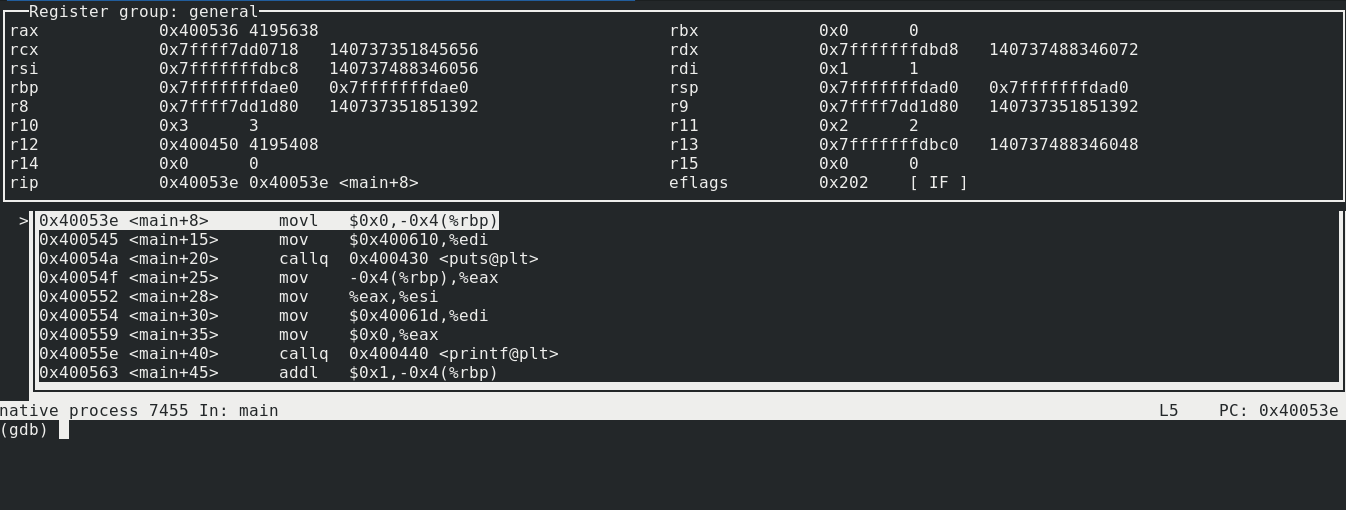 Register group: general
rax 0x400536 4195638 rbx 0x0 0
rcx 0x7ffff7dd0718 140737351845656 rdx 0x7fffffffdbd8 140737488346072
rsi 0x7fffffffdbc8 140737488346056 rdi 0x1 1
rbp 0x7fffffffdae0 0x7fffffffdae0 rsp 0x7fffffffdad0 0x7fffffffdad0
r8 0x7ffff7dd1d80 140737351851392 r9 0x7ffff7dd1d80 140737351851392
r10 0x3 3 r11 0x2 2
r12 0x400450 4195408 r13 0x7fffffffdbc0 140737488346048
r14 0x0 0 r15 0x0 0
rip 0x40053e 0x40053e <main+8> eflags 0x202 [ IF ]
>0x40053e <main+8> movl $0x0,-0x4(%rbp)
0x400545 <main+15> mov $0x400610,%edi
0x40054a <main+20> callq 0x400430 <puts@plt>
0x40054f <main+25> mov -0x4(%rbp),%eax
0x400552 <main+28> mov %eax,%esi
0x400554 <main+30> mov $0x40061d,%edi
0x400559 <main+35> mov $0x0,%eax
0x40055e <main+40> callq 0x400440 <printf@plt>
0x400563 <main+45> addl $0x1,-0x4(%rbp)
native process 7455 In: main L5 PC: 0x40053e
(gdb)